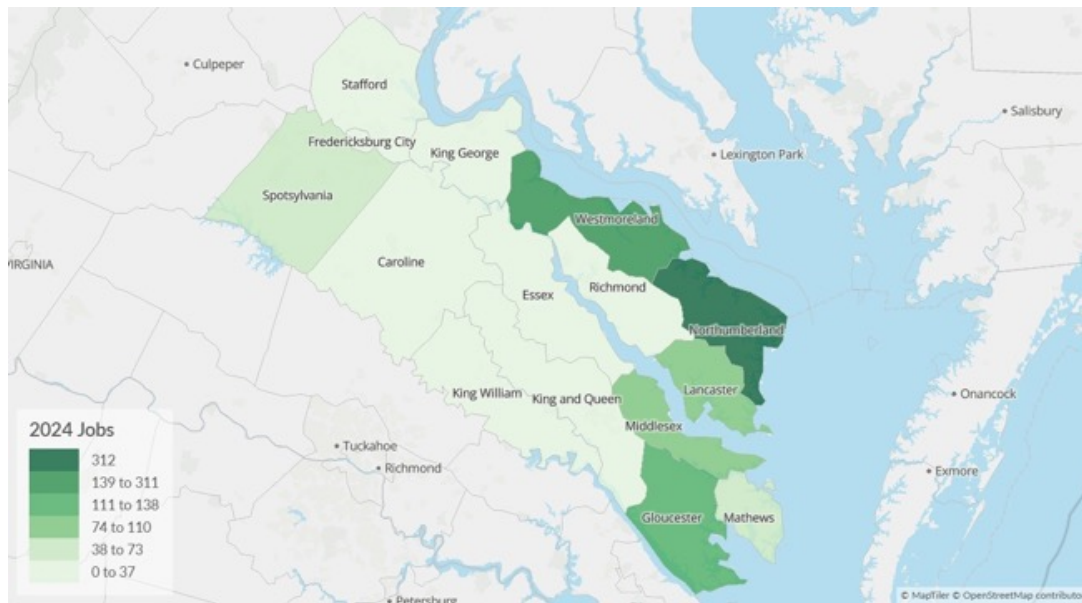 Culpeper
Stafford
Salisbury
Fredericksburg City
King George
Lexington Park
Spotsylvania
Westmoreland
VIRGINIA
Caroline
Essex
Richmond
Northumberland
King William
King and Queen
Lancaster
Onancock
Middlesex
2024 Jobs
Tuckahoe
312
Richmond
Exmore
139 to 311
111 to 138
Gloucester
Mathews
74 to 110
38 to 73
0 to 37
Petersburg
© MapTiler © OpenStreetMap contributo